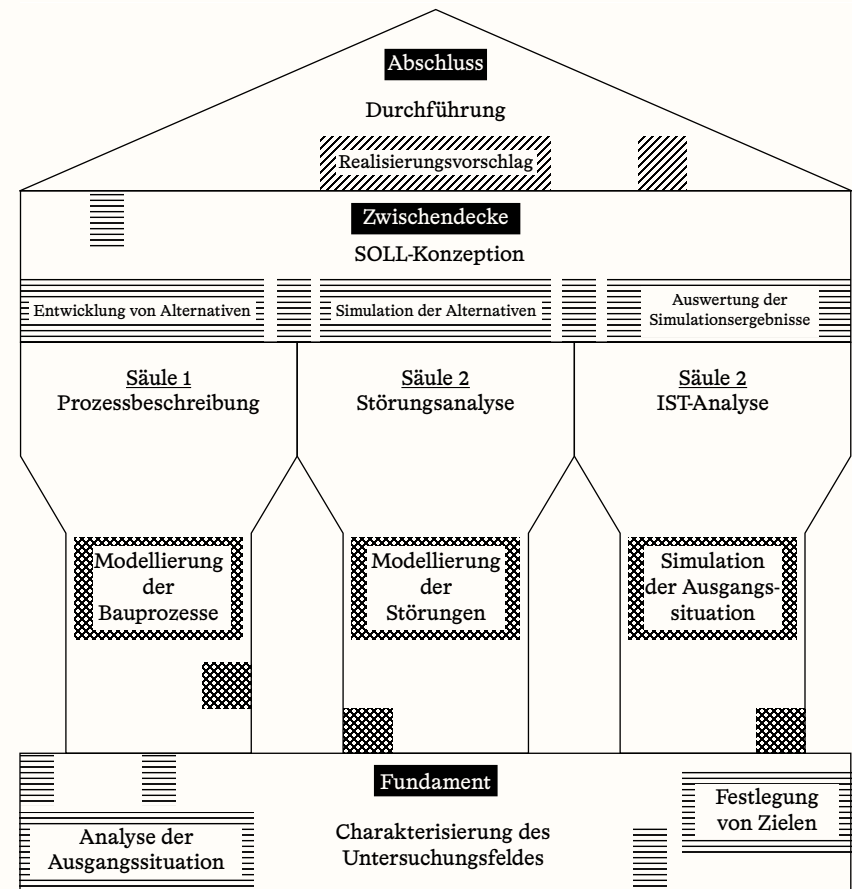 Abschluss
Durchführung
Realisierungsvorschlag
Zwischendecke
SOLL-Konzeption
Entwicklung von Alternativen
Simulation der Alternativen
Auswertung der
Simulationsergebnisse
Säule 1
Prozessbeschreibung
Säule 2
Störungsanalyse
Säule 2
IST-Analyse
Modellierung
der
Bauprozesse
Modellierung
der
Störungen
Simulation
der Ausgangs-
situation
Fundament
Analyse der
Ausgangssituation
Charakterisierung des
Untersuchungsfeldes
Festlegung
von Zielen